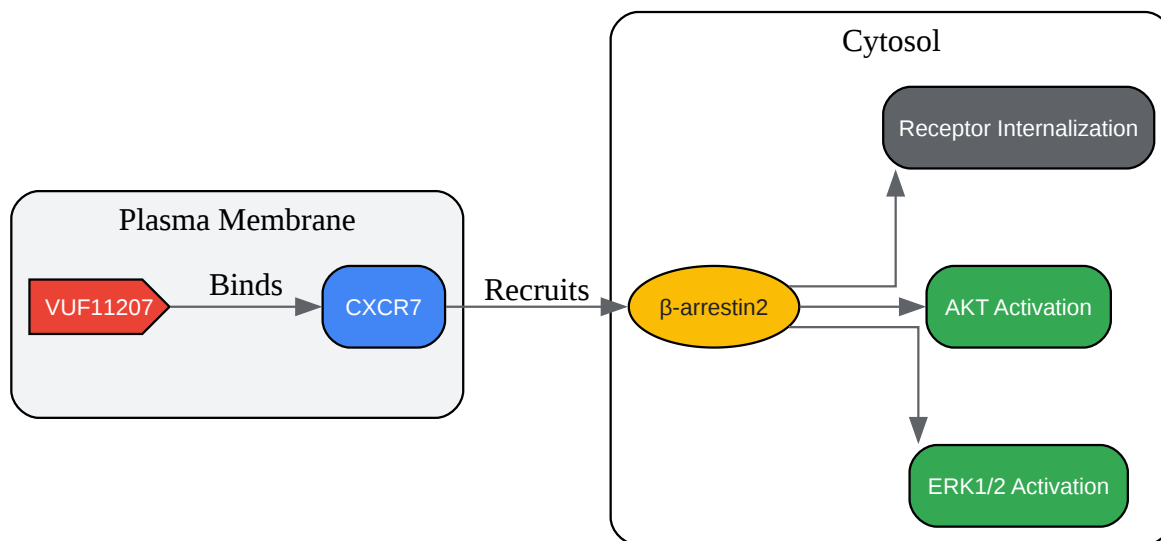 Cytosol
Receptor Internalization
Plasma Membrane
VUF11207
Binds
CXCR7
Recruits
β-arrestin2
AKT Activation
ERK1/2 Activation